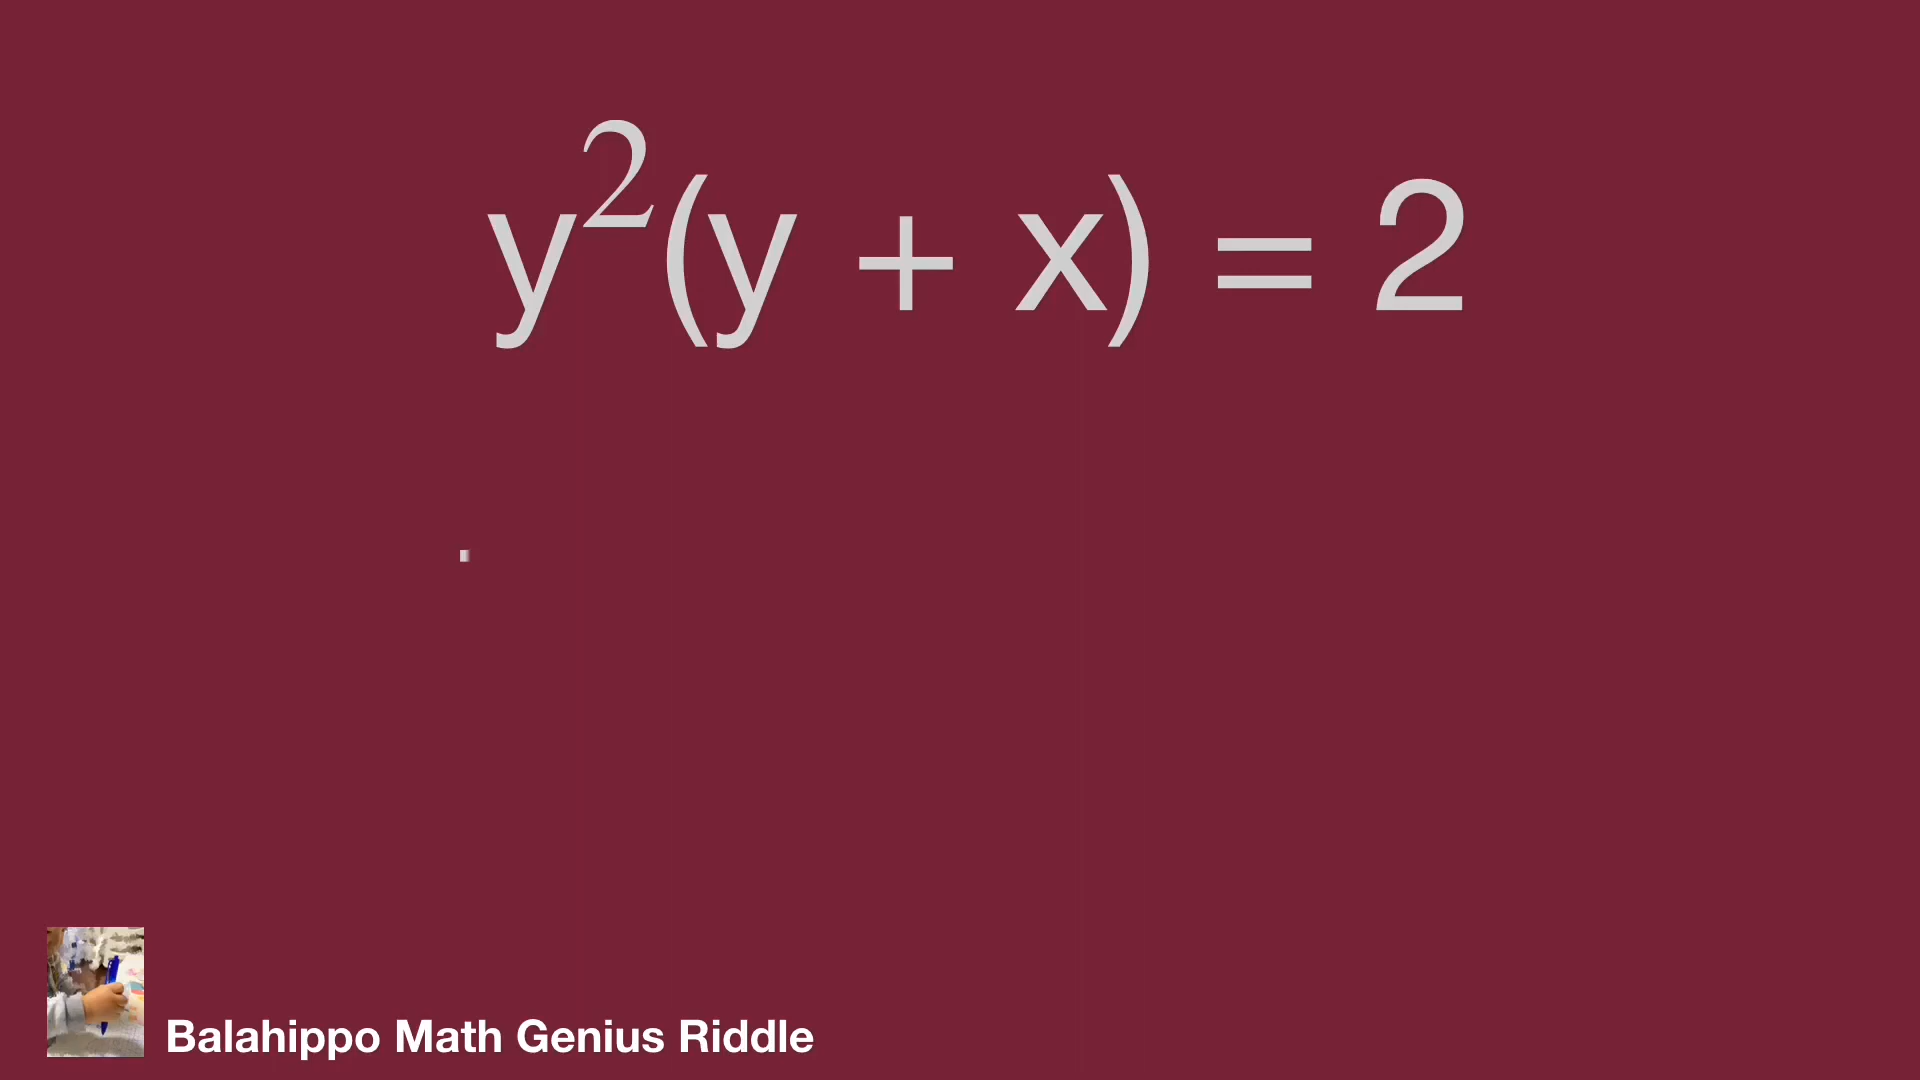 y²(y + x) = 2
Balahippo Math Genius Riddle